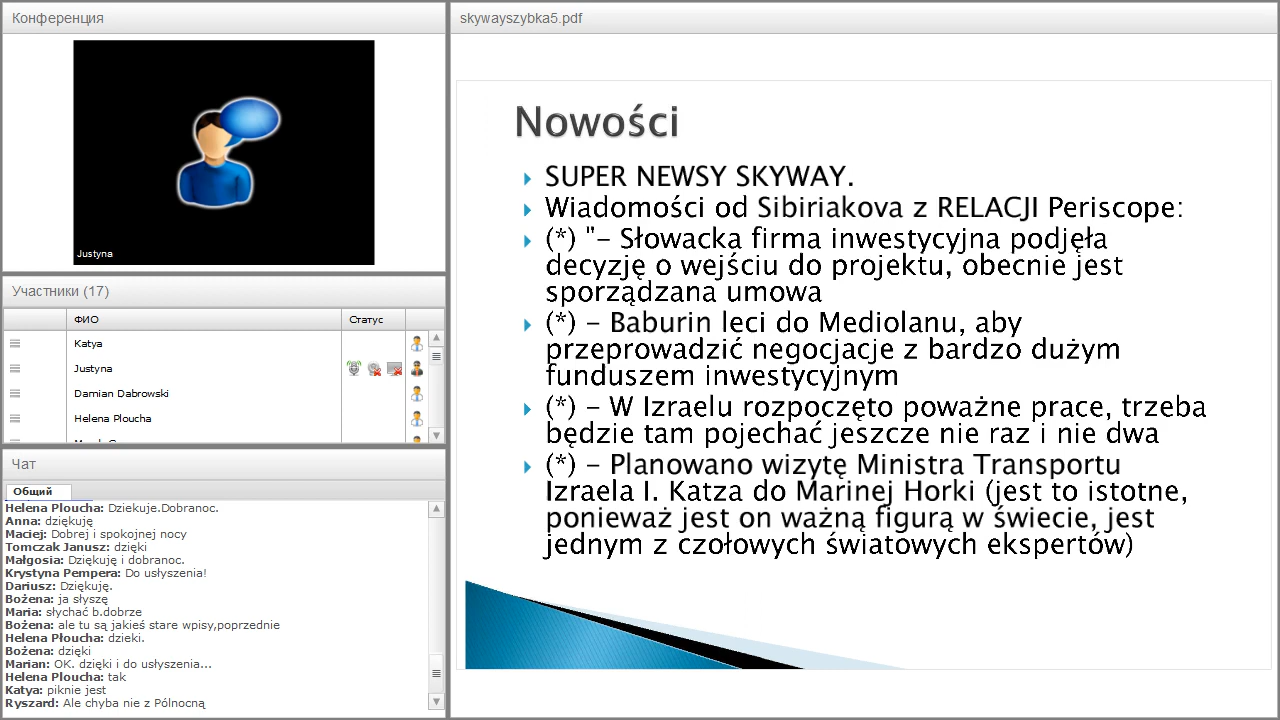 Конференция
Justyna
Участники (17)
ФИО Статус
Katya
Justyna
Damian Dabrowski
Helena Ploucha
Чат
Общий
Helena Ploucha: Dziekuje.Dobranoc.
Anna: dziękuję
Maciej: Dobrej i spokojnej nocy
Tomczak Janusz: dzięki
Małgosia: Dziękuję i dobranoc.
Krystyna Pempera: Do usłyszenia!
Dariusz: Dziękuję.
Bożena: ja słyszę
Maria: słychać b.dobrze
Bożena: ale tu są jakieś stare wpisy,poprzednie
Helena Płoucha: dzieki.
Bożena: dzięki
Marian: OK. dzięki i do usłyszenia...
Helena Płoucha: tak
Katya: piknie jest
Ryszard: Ale chyba nie z Północną
skywayszybka5.pdf
Nowości
SUPER NEWSY SKYWAY.
Wiadomości od Sibiriakova z RELACJI Periscope:
(*) "- Słowacka firma inwestycyjna podjęła
decyzję o wejściu do projektu, obecnie jest
sporządzana umowa
(*) - Baburin leci do Mediolanu, aby
przeprowadzić negocjacje z bardzo dużym
funduszem inwestycyjnym
(*) - W Izraelu rozpoczęto poważne prace, trzeba
będzie tam pojechać jeszcze nie raz i nie dwa
(*) - Planowano wizytę Ministra Transportu
Izraela I. Katza do Marinej Horki (jest to istotne,
ponieważ jest on ważną figurą w świecie, jest
jednym z czołowych światowych ekspertów)